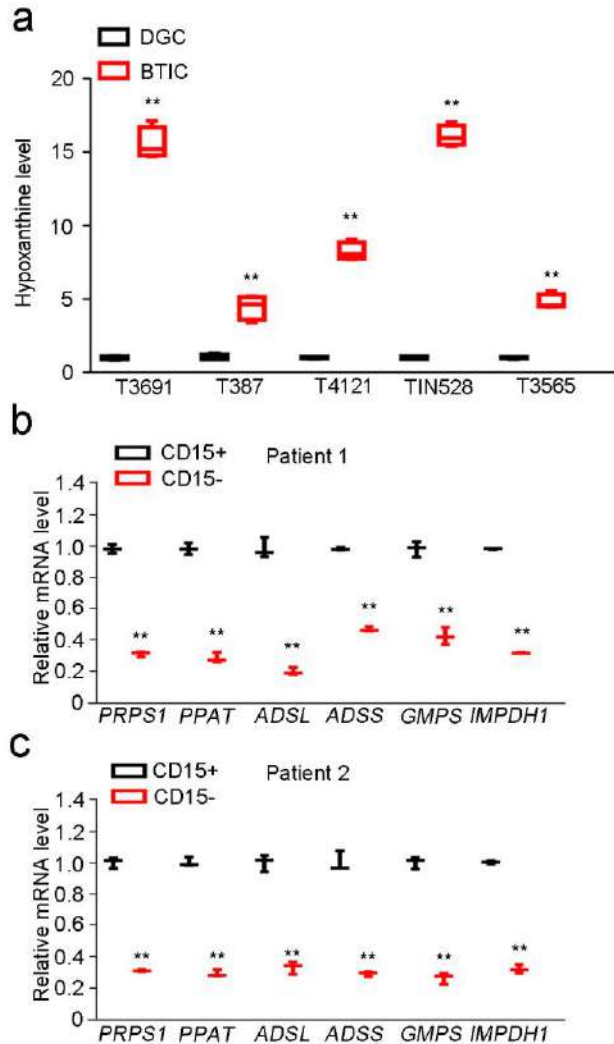 a
DGC
BTIC
Hypoxanthine level
20
15
10
5
0
**
**
**
**
**
T3691 T387 T4121 TIN528 T3565
b
CD15+ Patient 1
CD15-
Relative mRNA level
1.4
1.2
1.0
0.8
0.6
0.4
0.2
0
** ** ** ** ** **
PRPS1 PPAT ADSL ADSS GMPS IMPDH1
c
CD15+ Patient 2
CD15-
Relative mRNA level
1.4
1.2
1.0
0.8
0.6
0.4
0.2
0
** ** ** ** ** **
PRPS1 PPAT ADSL ADSS GMPS IMPDH1